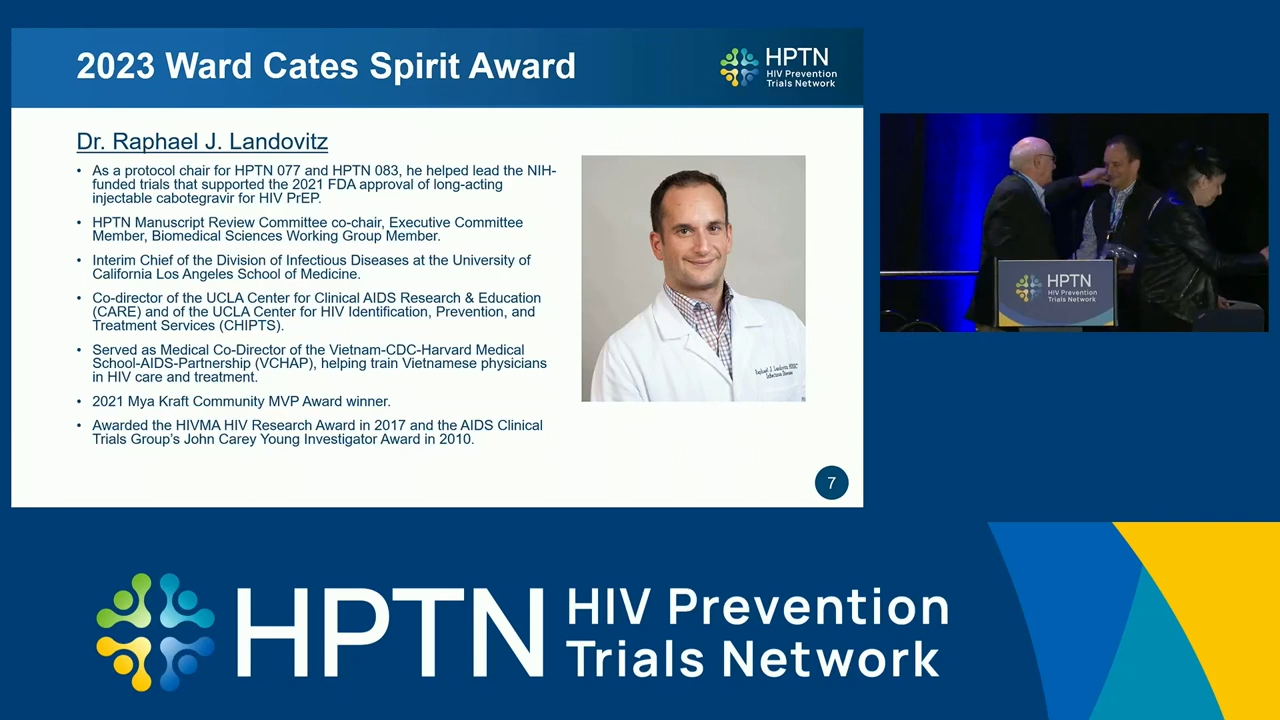 2023 Ward Cates Spirit Award
HPTN
HIV Prevention
Trials Network
Dr. Raphael J. Landovitz
• As a protocol chair for HPTN 077 and HPTN 083, he helped lead the NIH-
funded trials that supported the 2021 FDA approval of long-acting
injectable cabotegravir for HIV PrEP.
• HPTN Manuscript Review Committee co-chair, Executive Committee
Member, Biomedical Sciences Working Group Member.
• Interim Chief of the Division of Infectious Diseases at the University of
California Los Angeles School of Medicine.
• Co-director of the UCLA Center for Clinical AIDS Research & Education
(CARE) and of the UCLA Center for HIV Identification, Prevention, and
Treatment Services (CHIPTS).
• Served as Medical Co-Director of the Vietnam-CDC-Harvard Medical
School-AIDS-Partnership (VCHAP), helping train Vietnamese physicians
in HIV care and treatment.
• 2021 Mya Kraft Community MVP Award winner.
• Awarded the HIVMA HIV Research Award in 2017 and the AIDS Clinical
Trials Group's John Carey Young Investigator Award in 2010.
Raphael J. Landovitz
Infectious Disease
7
HPTN
HIV Prevention
Trials Network
HPTN
HIV Prevention
Trials Network